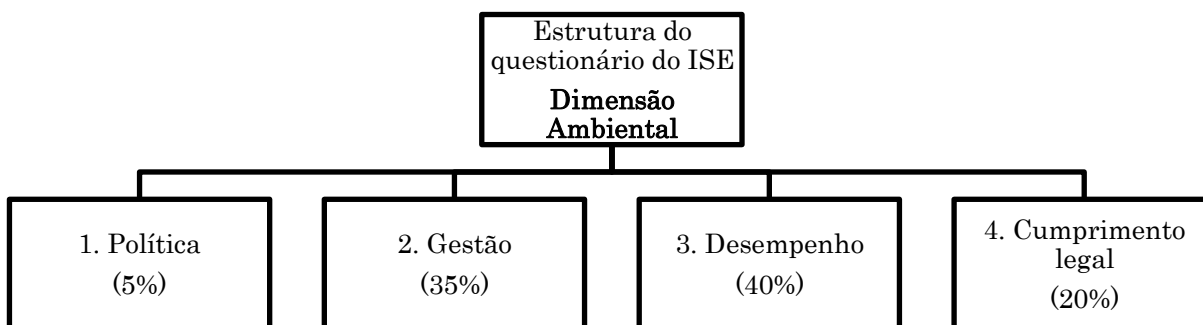 Estrutura do
questionário do ISE
Dimensão
Ambiental
1. Política
(5%)
2. Gestão
(35%)
3. Desempenho
(40%)
4. Cumprimento
legal
(20%)